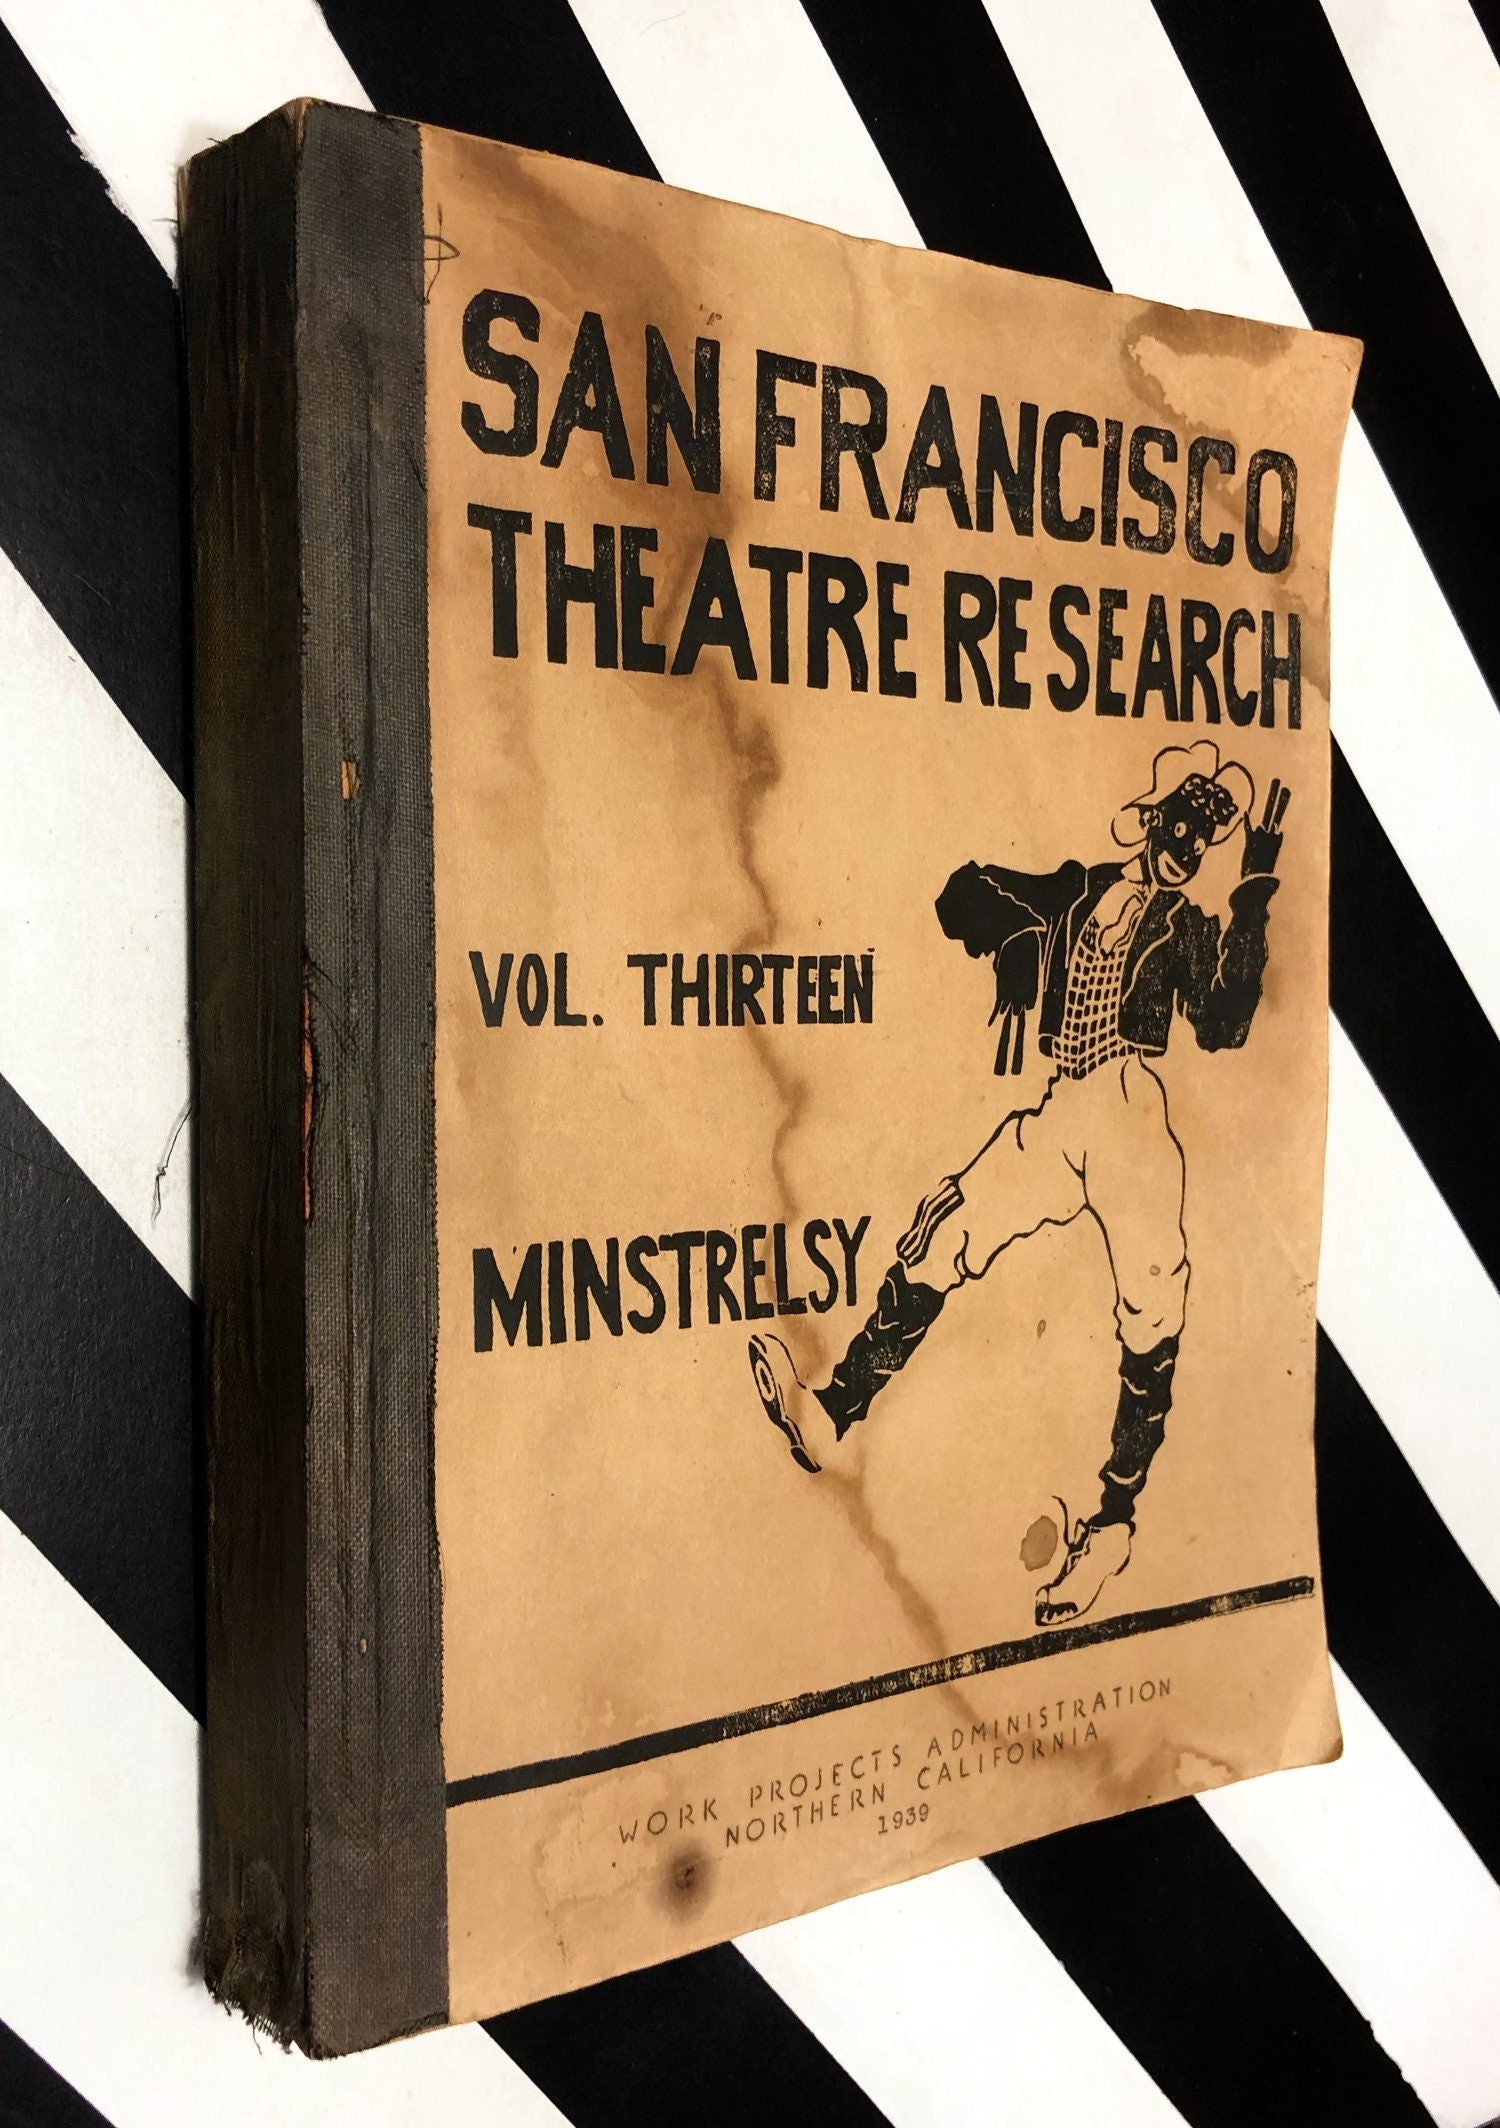 SAN FRANCISCO
THEATRE RESEARCH
VOL. THIRTEEN
MINSTRELSY
WORK PROJECTS ADMINISTRATION
NORTHERN CALIFORNIA
1939